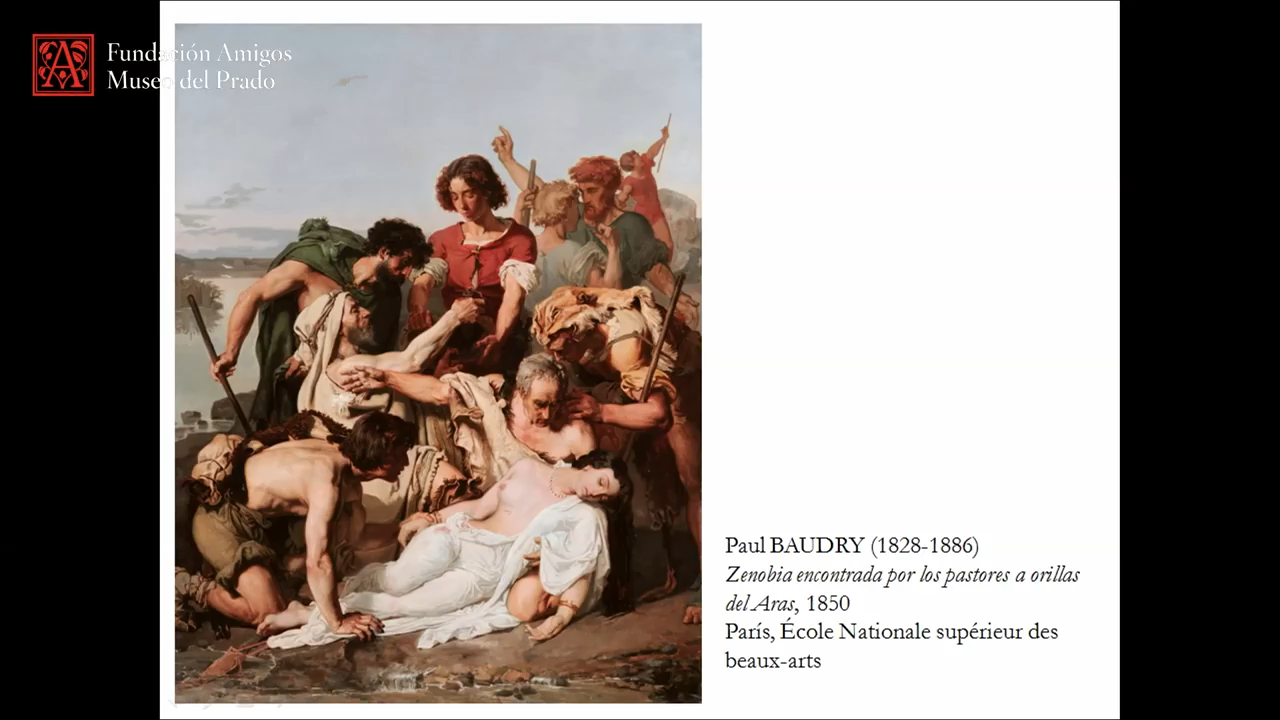 Fundación Amigos
Museo del Prado
Paul BAUDRY (1828-1886)
Zenobia encontrada por los pastores a orillas
del Aras, 1850
París, École Nationale supérieur des
beaux-arts